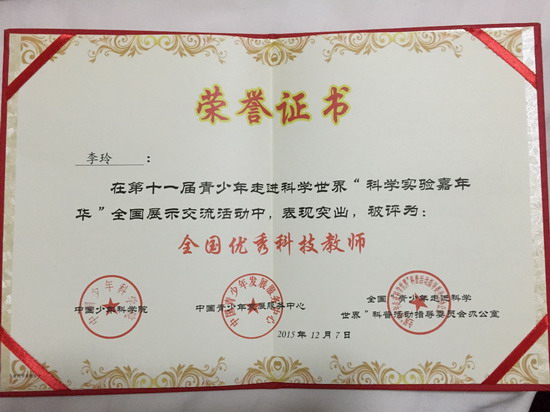 荣誉证书
李玲：
在第十一届青少年走进科学世界“科学实验嘉年
华”全国展示交流活动中，表现突出，被评为：
全国优秀科技教师
中国少年科学院
中国青少年发展服务中心
全国“青少年走进科学
世界”科普活动指导委员会办公室
2015年12月7日